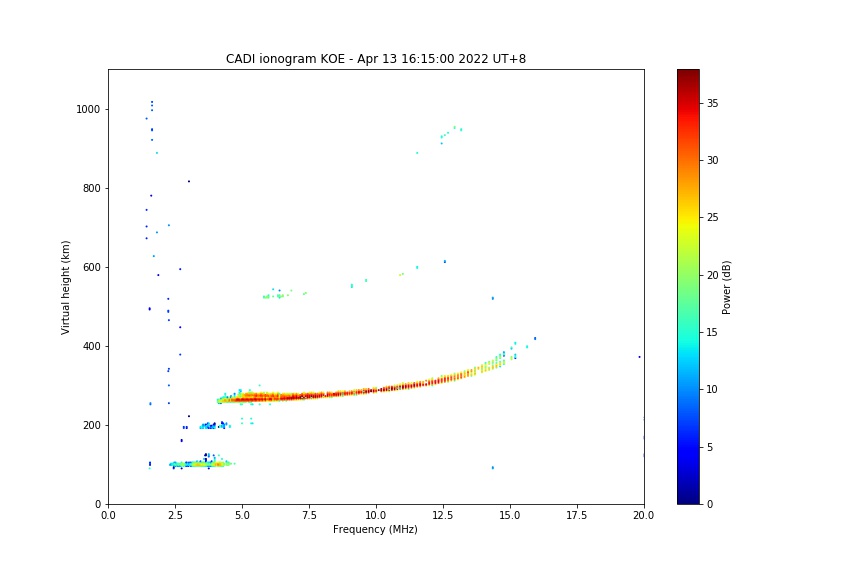 CADI ionogram KOE - Apr 13 16:15:00 2022 UT+8
Virtual height (km)
1000
800
600
400
200
0
0.0 2.5 5.0 7.5 10.0 12.5 15.0 17.5 20.0
Frequency (MHz)
35
30
25
20
15
10
5
0
Power (dB)